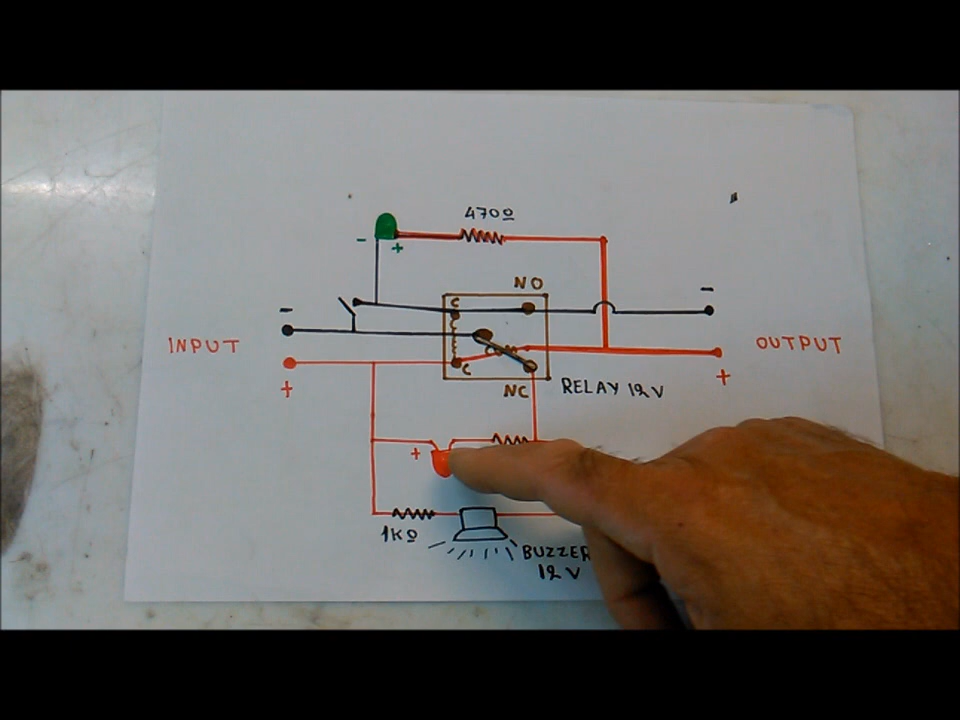 470Ω
- +
NO
C
-
-
INPUT
OUTPUT
+
C
+
NC
RELAY 12V
+
1KΩ
BUZZER
12V